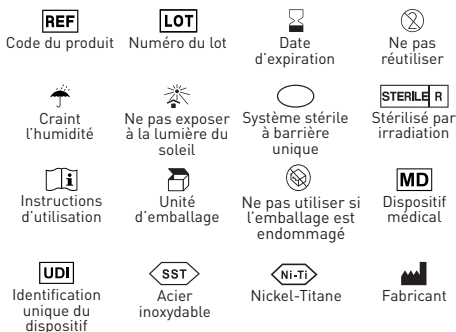 REF
LOT
Code du produit
Numéro du lot
Date
d'expiration
Ne pas
réutiliser
2
STERILE R
Craint
l'humidité
Ne pas exposer
à la lumière du
soleil
Système stérile
à barrière
unique
Stérilisé par
irradiation
i
MD
Instructions
d'utilisation
Unité
d'emballage
Ne pas utiliser si
l'emballage est
endommagé
Dispositif
médical
UDI
SST
Ni-Ti
Identification
unique du
dispositif
Acier
inoxydable
Nickel-Titane
Fabricant